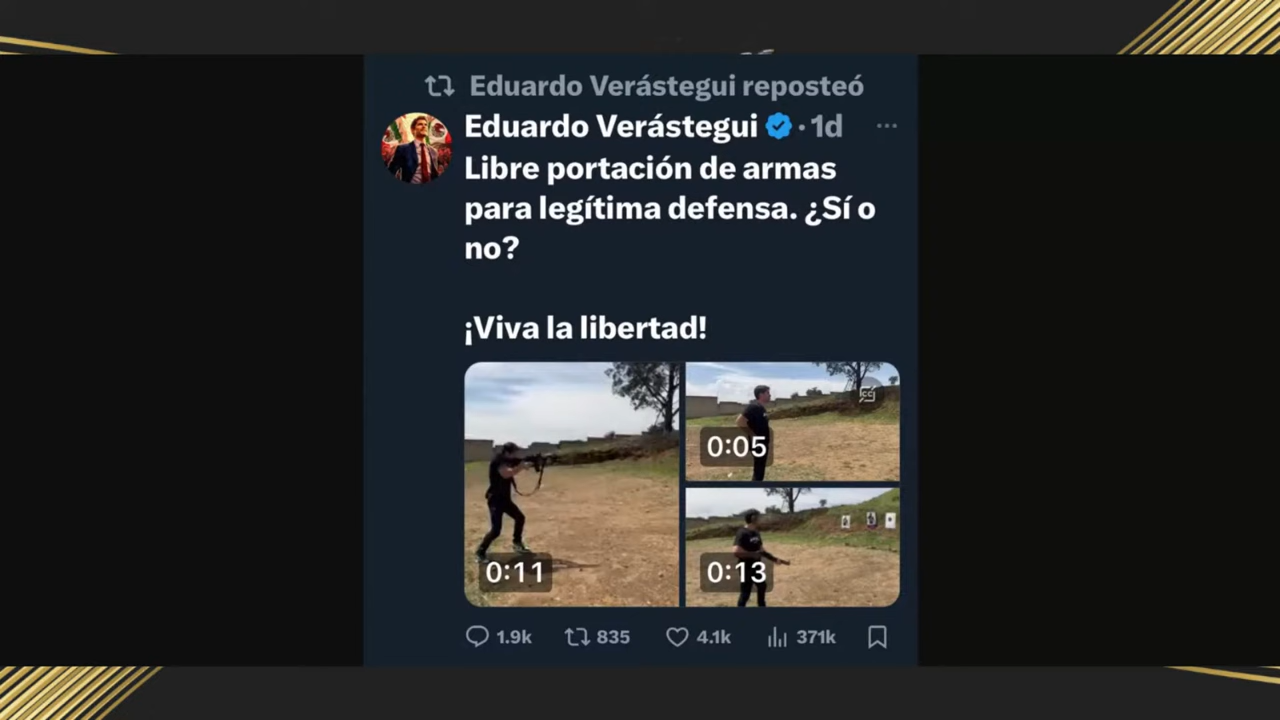 Eduardo Verástegui reposteó
Eduardo Verástegui · 1d
Libre portación de armas
para legítima defensa. ¿Sí o
no?
¡Viva la libertad!
0:11
0:05
0:13
1.9k 835 4.1k 371k